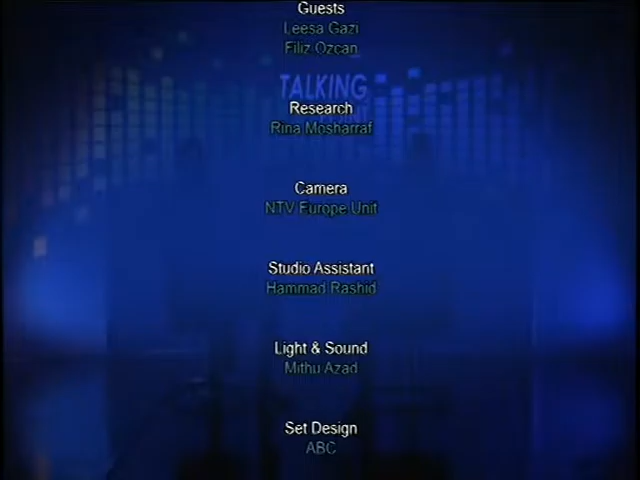 Guests
Leesa Gazi
Filiz Ozcan
TALKING
Research
Rina Mosharraf
Camera
NTV Europe Unit
Studio Assistant
Hammad Rashid
Light & Sound
Mithu Azad
Set Design
ABC